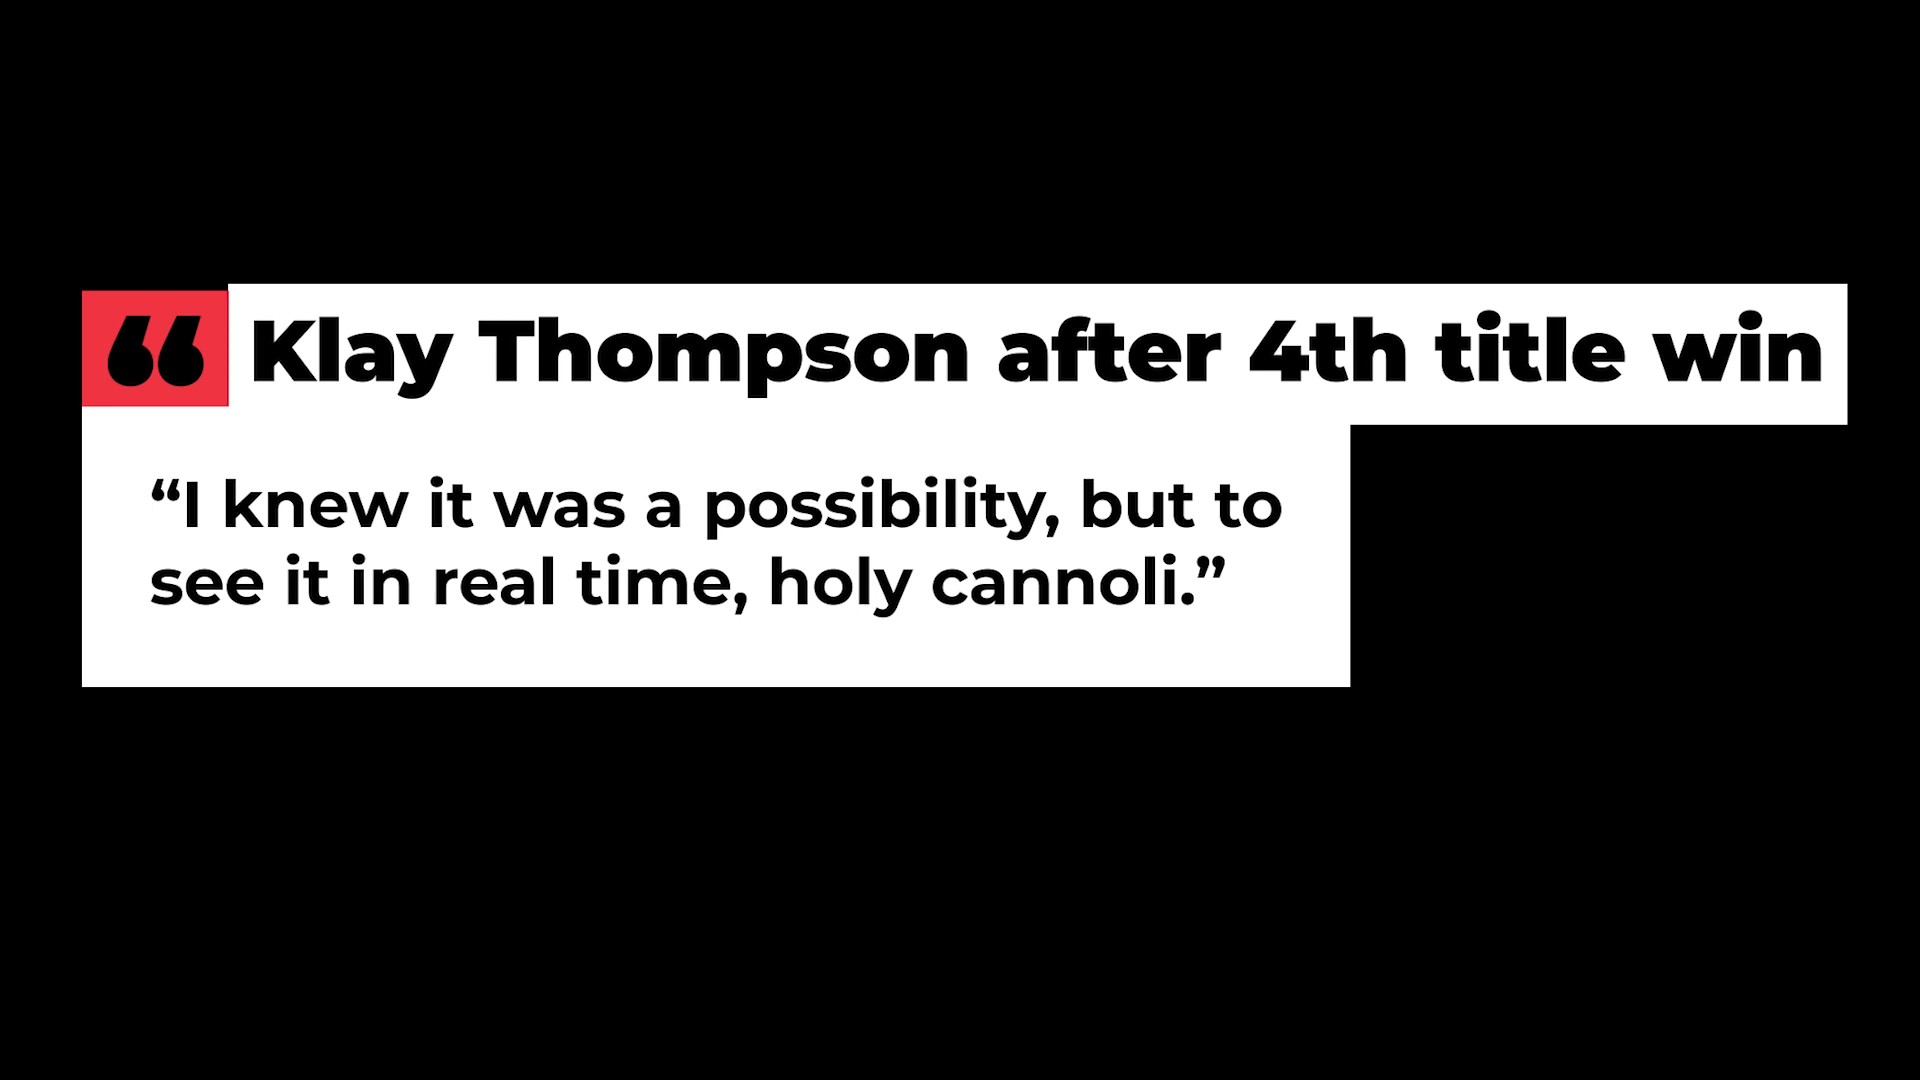 “ Klay Thompson after 4th title win
“I knew it was a possibility, but to
see it in real time, holy cannoli.”